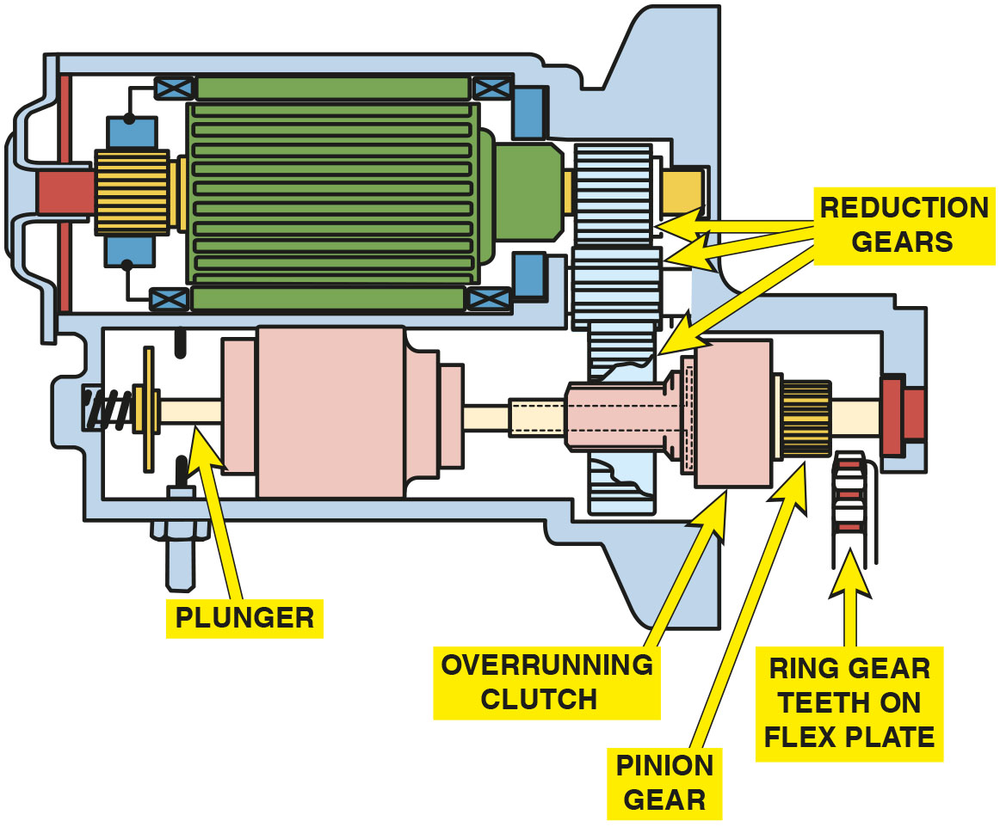 REDUCTION
GEARS
PLUNGER
OVERRUNNING
CLUTCH
PINION
GEAR
RING GEAR
TEETH ON
FLEX PLATE